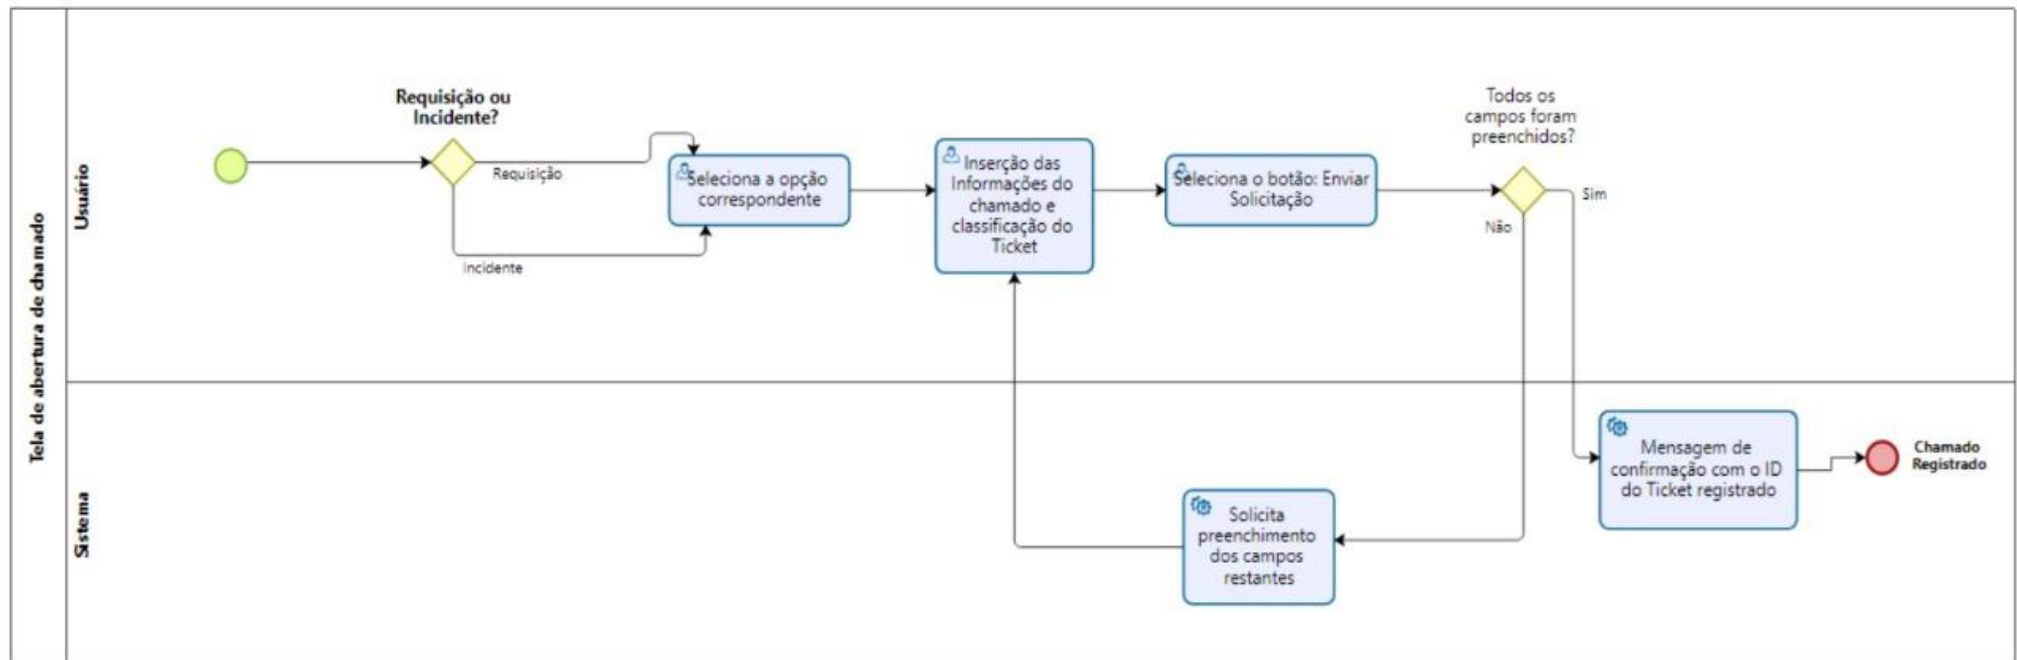 Tela de abertura de chamado
Usuário
Requisição ou
Incidente?
Requisição
Incidente
Seleciona a opção
correspondente
Inserção das
Informações do
chamado e
classificação do
Ticket
Seleciona o botão: Enviar
Solicitação
Todos os
campos foram
preenchidos?
Sim
Não
Sistema
Solicita
preenchimento
dos campos
restantes
Mensagem de
confirmação com o ID
do Ticket registrado
Chamado
Registrado